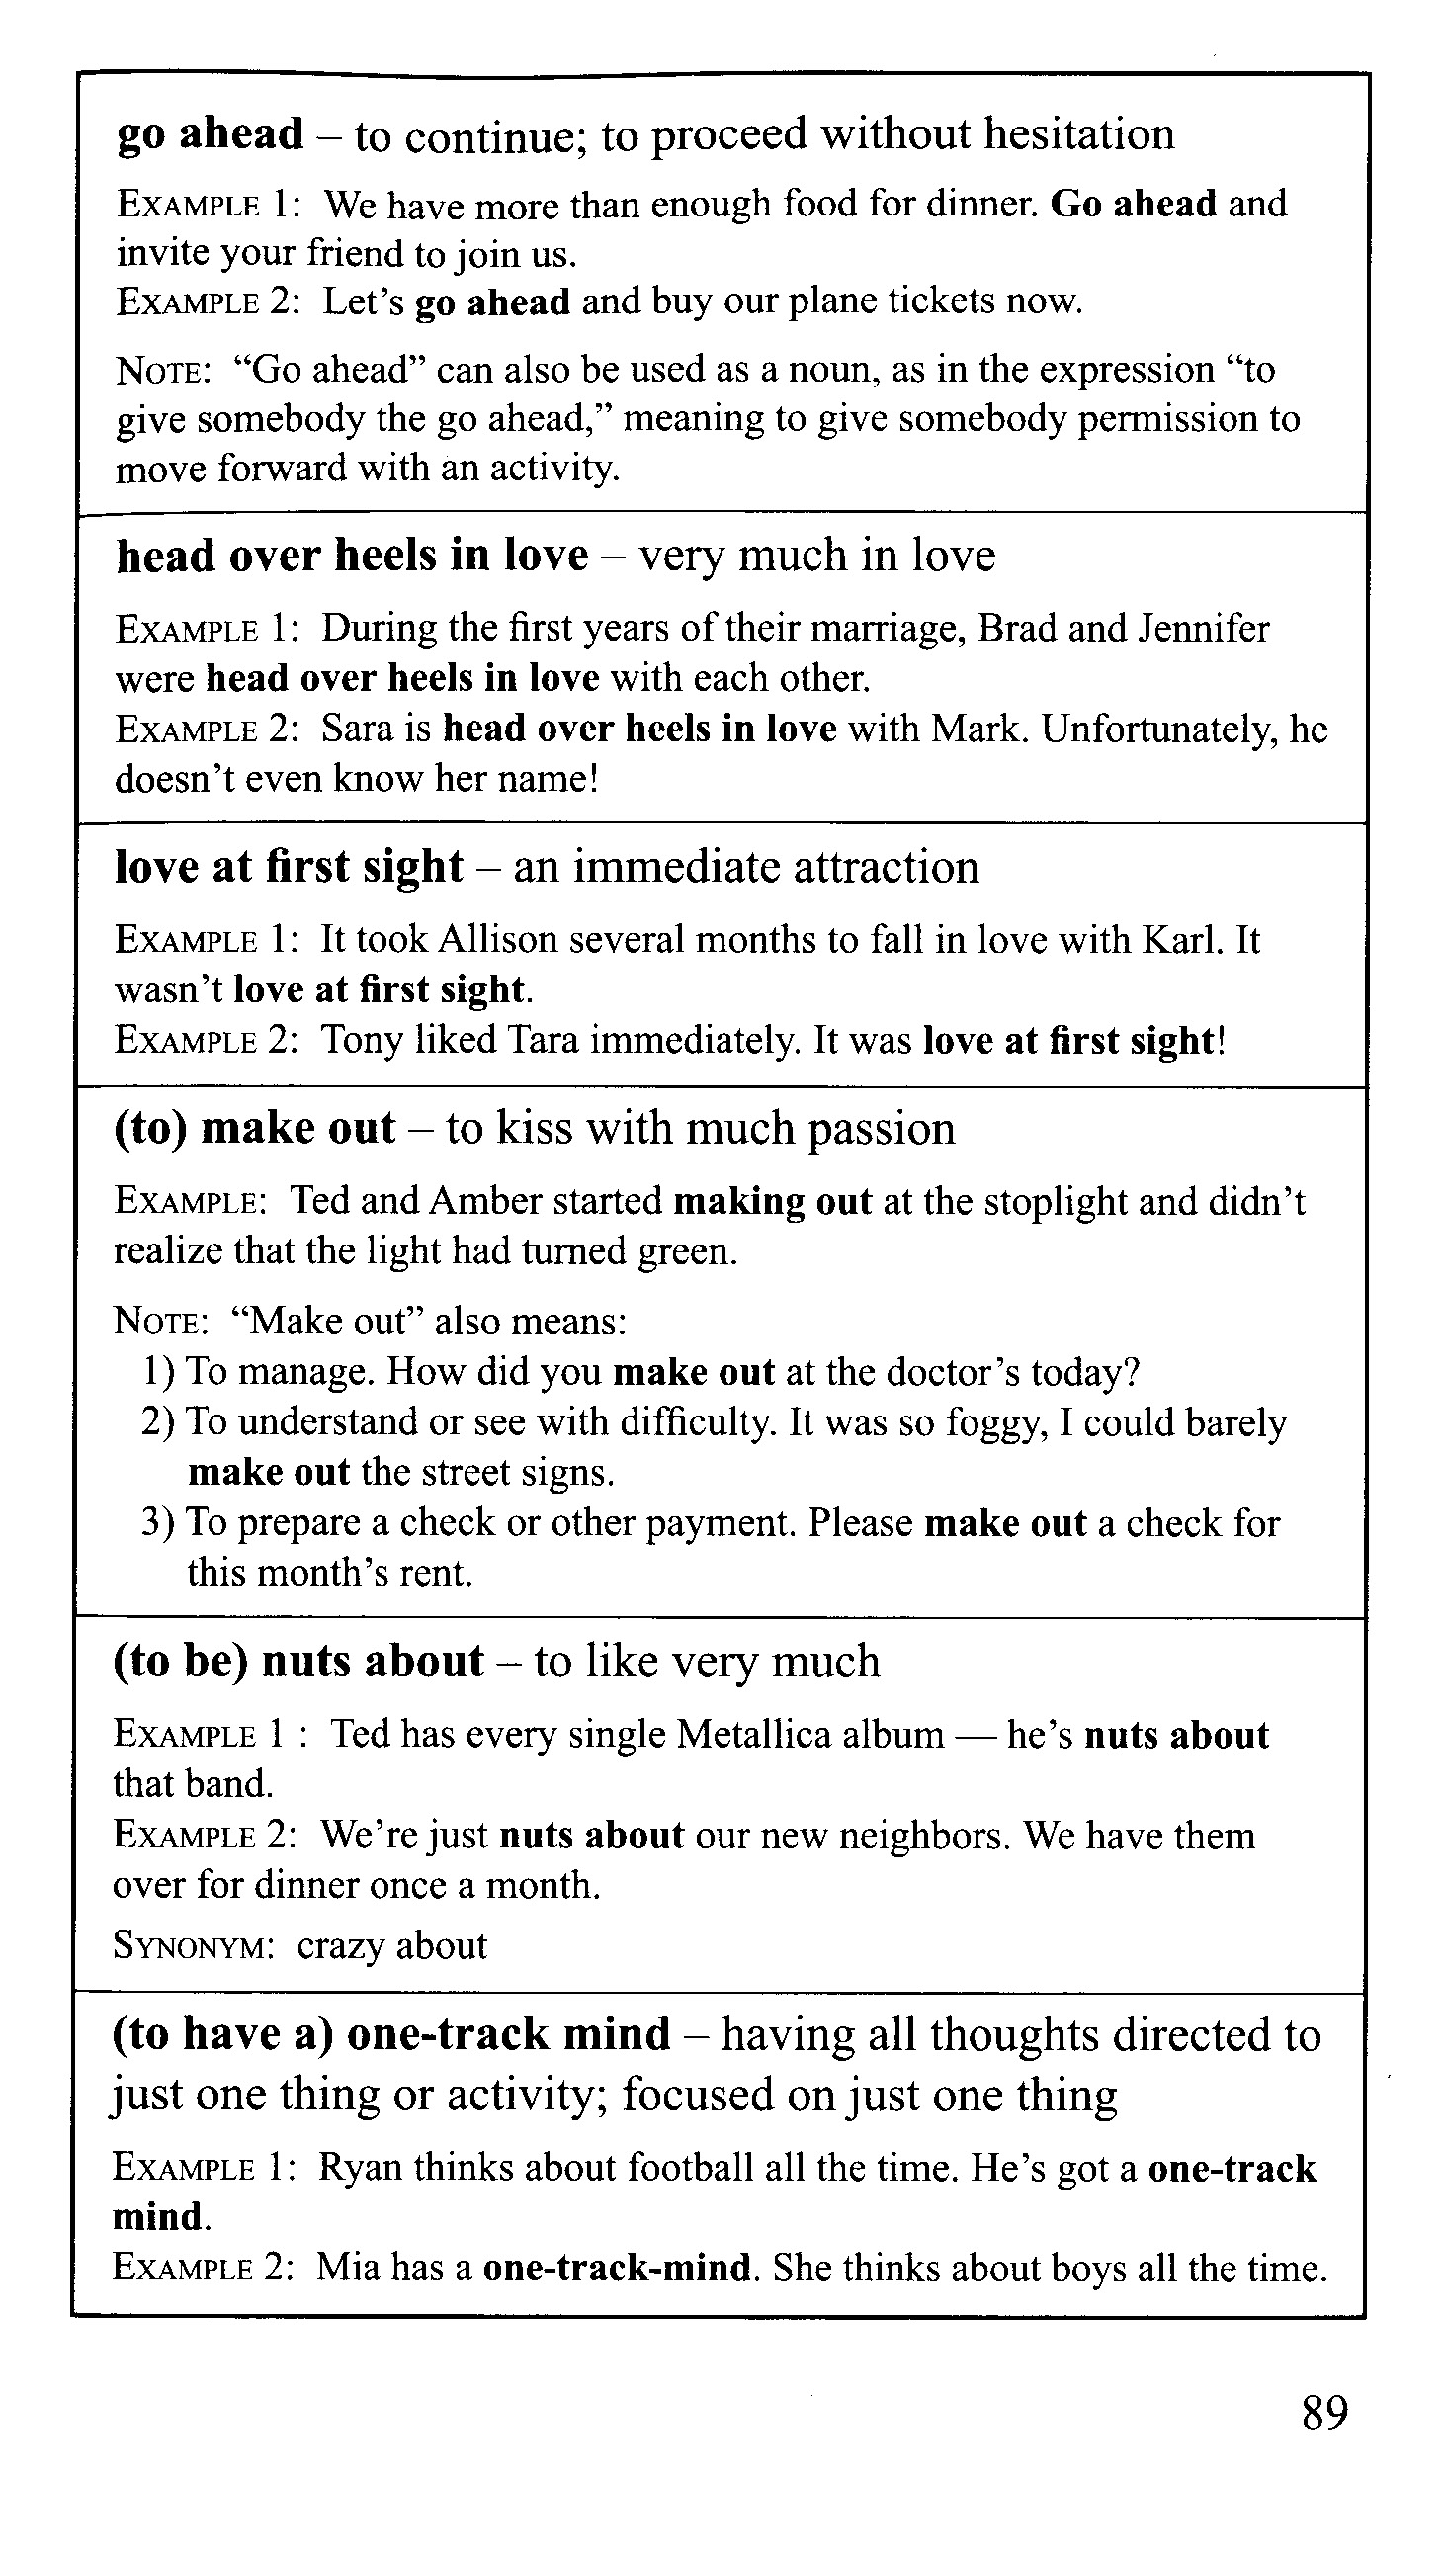 go ahead – to continue; to proceed without hesitation
EXAMPLE 1: We have more than enough food for dinner. Go ahead and
invite your friend to join us.
EXAMPLE 2: Let's go ahead and buy our plane tickets now.
NOTE: “Go ahead” can also be used as a noun, as in the expression “to
give somebody the go ahead,” meaning to give somebody permission to
move forward with an activity.
head over heels in love – very much in love
EXAMPLE 1: During the first years of their marriage, Brad and Jennifer
were head over heels in love with each other.
EXAMPLE 2: Sara is head over heels in love with Mark. Unfortunately, he
doesn't even know her name!
love at first sight – an immediate attraction
EXAMPLE 1: It took Allison several months to fall in love with Karl. It
wasn't love at first sight.
EXAMPLE 2: Tony liked Tara immediately. It was love at first sight!
(to) make out – to kiss with much passion
EXAMPLE: Ted and Amber started making out at the stoplight and didn't
realize that the light had turned green.
NOTE: “Make out” also means:
1) To manage. How did you make out at the doctor's today?
2) To understand or see with difficulty. It was so foggy, I could barely
make out the street signs.
3) To prepare a check or other payment. Please make out a check for
this month's rent.
(to be) nuts about – to like very much
EXAMPLE 1 : Ted has every single Metallica album — he's nuts about
that band.
EXAMPLE 2: We're just nuts about our new neighbors. We have them
over for dinner once a month.
SYNONYM: crazy about
(to have a) one-track mind – having all thoughts directed to
just one thing or activity; focused on just one thing
EXAMPLE 1: Ryan thinks about football all the time. He's got a one-track
mind.
EXAMPLE 2: Mia has a one-track-mind. She thinks about boys all the time.
89